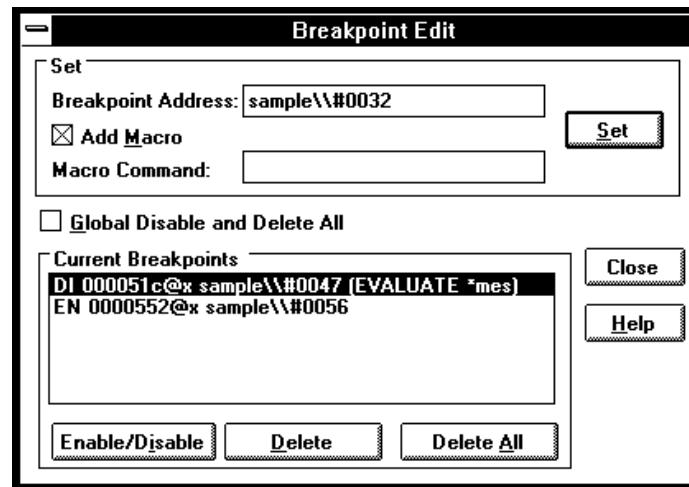 Breakpoint Edit
Set
Breakpoint Address: sample\\#0032
Add Macro
Set
Macro Command:
Global Disable and Delete All
Current Breakpoints
DI 000051c@x sample\\#0047 (EVALUATE *mes)
EN 0000552@x sample\\#0056
Close
Help
Enable/Disable Delete Delete All